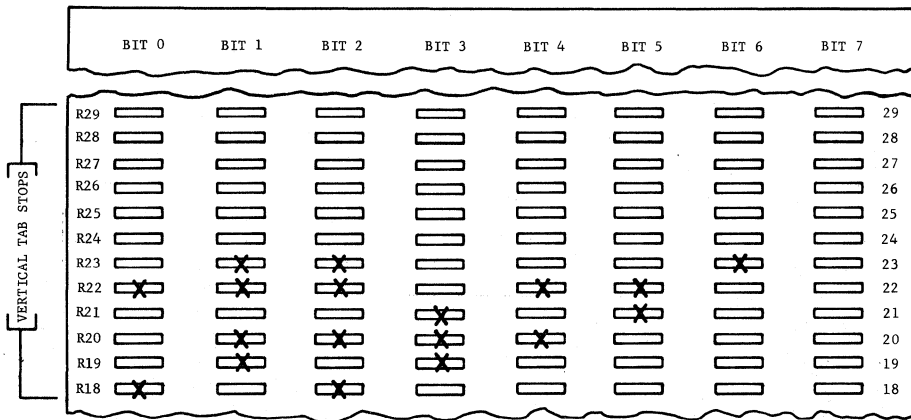 BIT 0 BIT 1 BIT 2 BIT 3 BIT 4 BIT 5 BIT 6 BIT 7
VERTICAL TAB STOPS
R29 29
R28 28
R27 27
R26 26
R25 25
R24 24
R23 23
R22 22
R21 21
R20 20
R19 19
R18 18